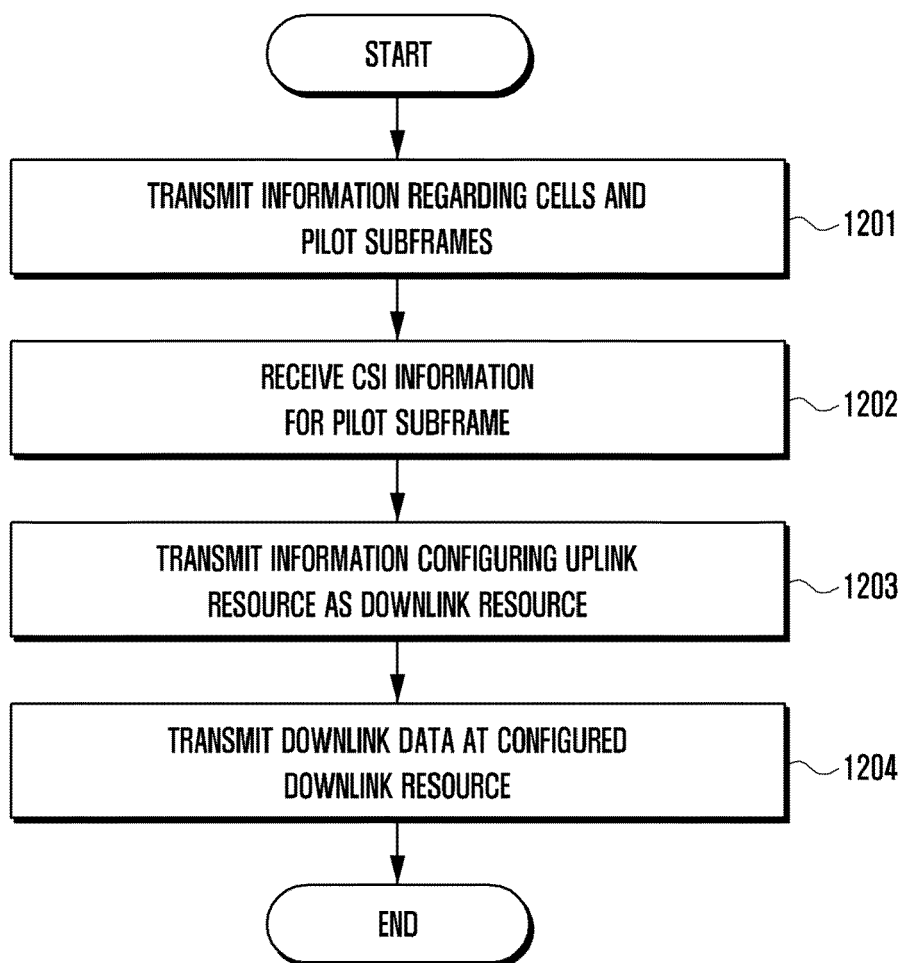 START
TRANSMIT INFORMATION REGARDING CELLS AND
PILOT SUBFRAMES
1201
RECEIVE CSI INFORMATION
FOR PILOT SUBFRAME
1202
TRANSMIT INFORMATION CONFIGURING UPLINK
RESOURCE AS DOWNLINK RESOURCE
1203
TRANSMIT DOWNLINK DATA AT CONFIGURED
DOWNLINK RESOURCE
1204
END